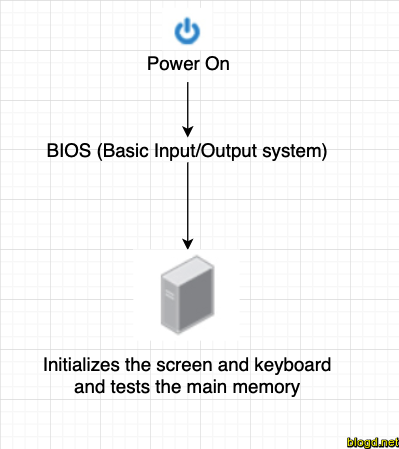 Power On
BIOS (Basic Input/Output system)
Initializes the screen and keyboard
and tests the main memory
blogd.net